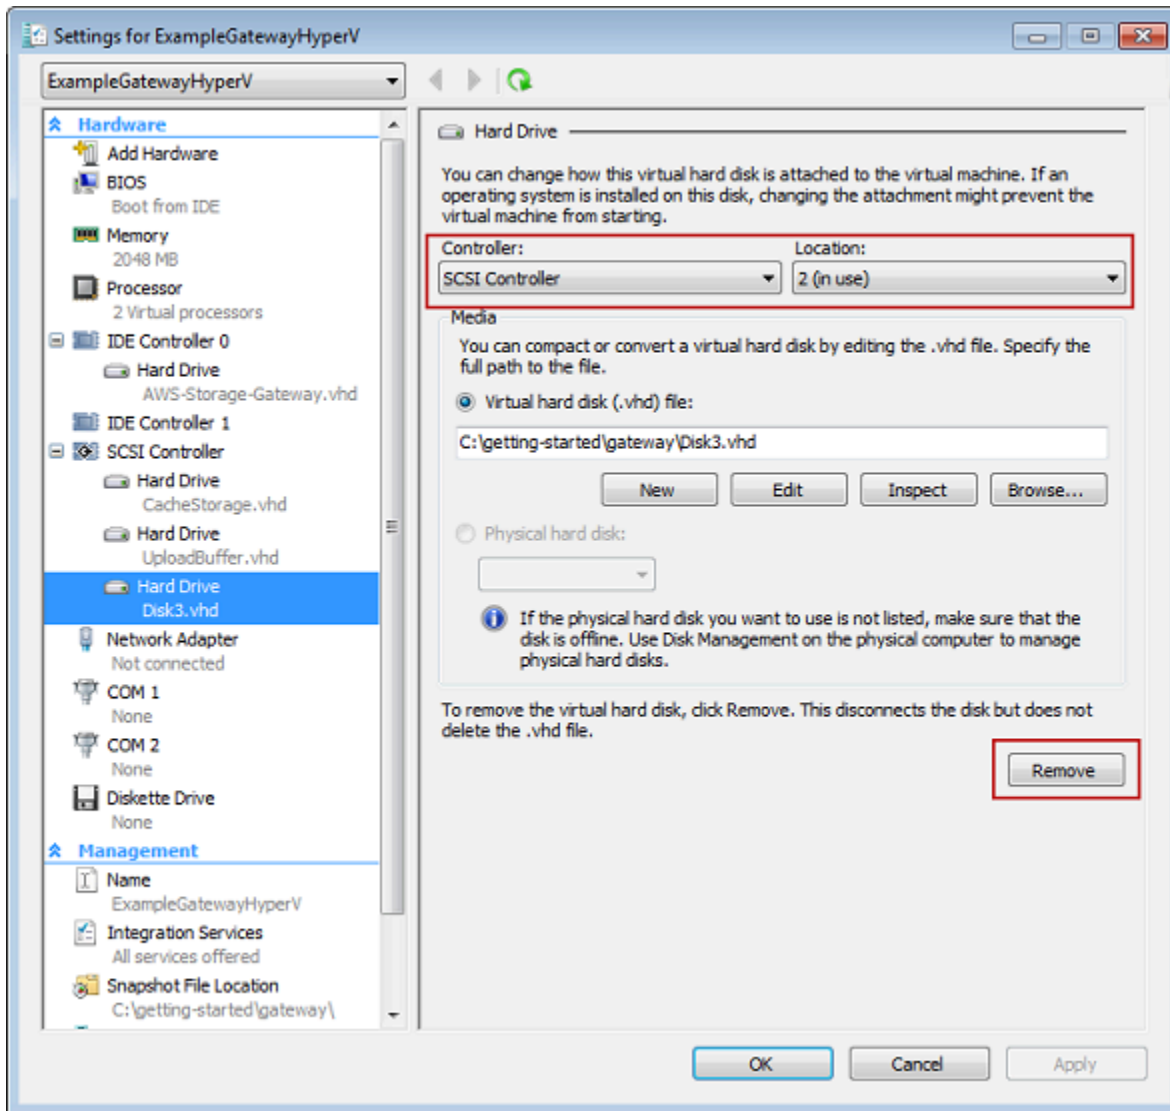 Settings for ExampleGatewayHyperV
ExampleGatewayHyperV
Hardware
Add Hardware
BIOS
Boot from IDE
Memory
2048 MB
Processor
2 Virtual processors
IDE Controller 0
Hard Drive
AWS-Storage-Gateway.vhd
IDE Controller 1
SCSI Controller
Hard Drive
CacheStorage.vhd
Hard Drive
UploadBuffer.vhd
Hard Drive
Disk3.vhd
Network Adapter
Not connected
COM 1
None
COM 2
None
Diskette Drive
None
Management
Name
ExampleGatewayHyperV
Integration Services
All services offered
Snapshot File Location
C:\getting-started\gateway\
Hard Drive
You can change how this virtual hard disk is attached to the virtual machine. If an
operating system is installed on this disk, changing the attachment might prevent the
virtual machine from starting.
Controller: Location:
SCSI Controller 2 (in use)
Media
You can compact or convert a virtual hard disk by editing the .vhd file. Specify the
full path to the file.
Virtual hard disk (.vhd) file:
C:\getting-started\gateway\Disk3.vhd
New Edit Inspect Browse...
Physical hard disk:
If the physical hard disk you want to use is not listed, make sure that the
disk is offline. Use Disk Management on the physical computer to manage
physical hard disks.
To remove the virtual hard disk, click Remove. This disconnects the disk but does not
delete the .vhd file.
Remove
OK Cancel Apply